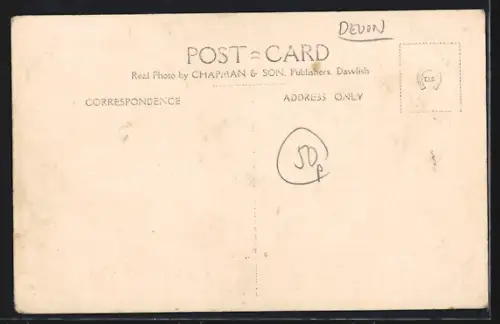 DEVON
POST = CARD
Real Photo by CHAPMAN & SON, Publishers, Dawlish
CORRESPONDENCE
ADDRESS ONLY
50p